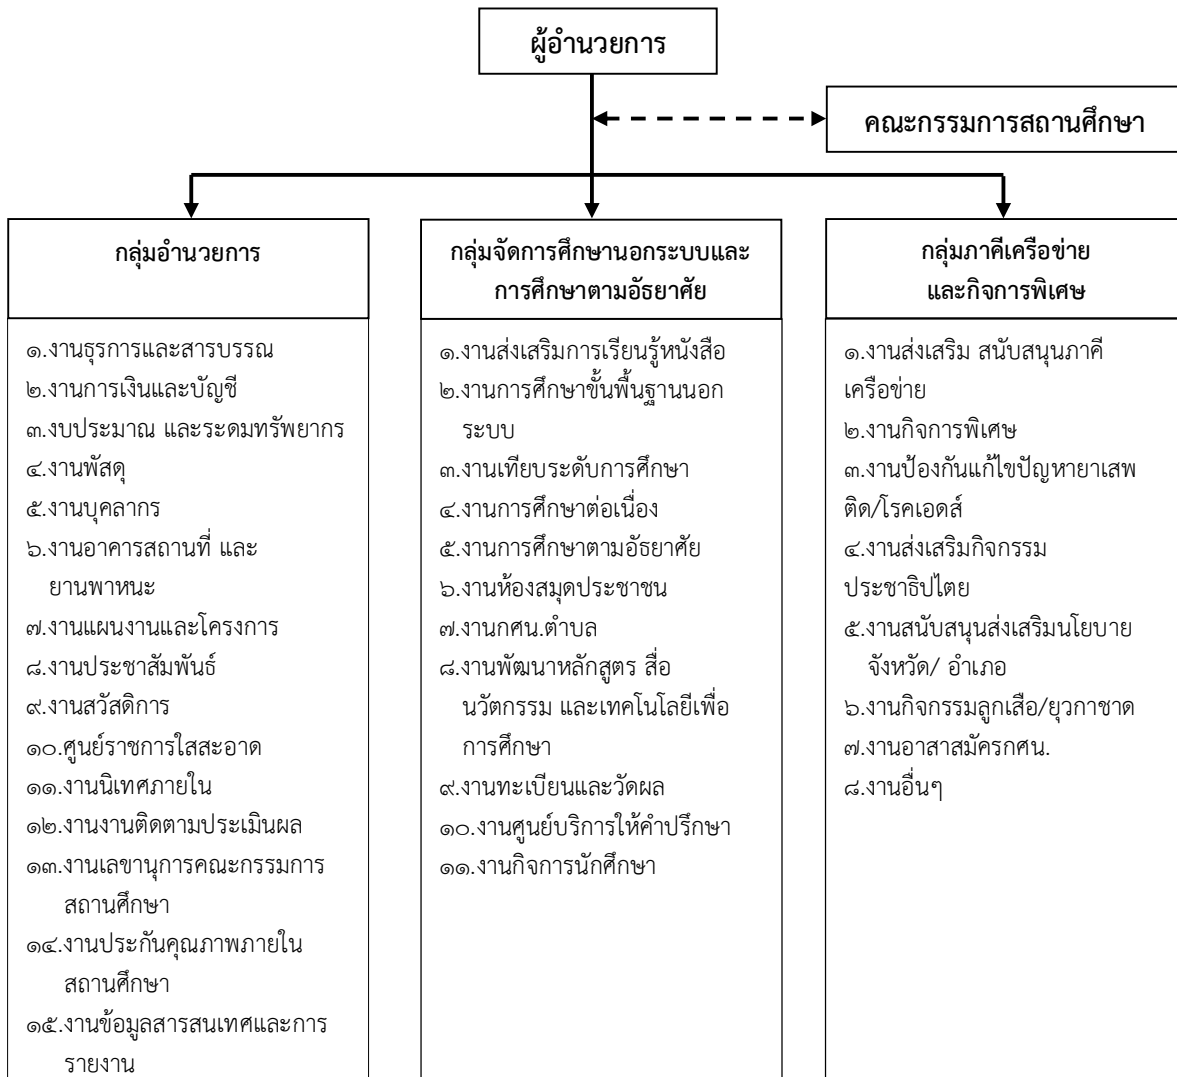 ผู้อำนวยการ
คณะกรรมการสถานศึกษา
กลุ่มอำนวยการ
๑.งานธุรการและสารบรรณ
๒.งานการเงินและบัญชี
๓.งบประมาณ และระดมทรัพยากร
๔.งานพัสดุ
๕.งานบุคลากร
๖.งานอาคารสถานที่ และ
ยานพาหนะ
๗.งานแผนงานและโครงการ
๘.งานประชาสัมพันธ์
๙.งานสวัสดิการ
๑๐.ศูนย์ราชการใสสะอาด
๑๑.งานนิเทศภายใน
๑๒.งานงานติดตามประเมินผล
๑๓.งานเลขานุการคณะกรรมการ
สถานศึกษา
๑๔.งานประกันคุณภาพภายใน
สถานศึกษา
๑๕.งานข้อมูลสารสนเทศและการ
รายงาน
กลุ่มจัดการศึกษานอกระบบและ
การศึกษาตามอัธยาศัย
๑.งานส่งเสริมการเรียนรู้หนังสือ
๒.งานการศึกษาขั้นพื้นฐานนอก
ระบบ
๓.งานเทียบระดับการศึกษา
๔.งานการศึกษาต่อเนื่อง
๕.งานการศึกษาตามอัธยาศัย
๖.งานห้องสมุดประชาชน
๗.งานกศน.ตำบล
๘.งานพัฒนาหลักสูตร สื่อ
นวัตกรรม และเทคโนโลยีเพื่อ
การศึกษา
๙.งานทะเบียนและวัดผล
๑๐.งานศูนย์บริการให้คำปรึกษา
๑๑.งานกิจการนักศึกษา
กลุ่มภาคีเครือข่าย
และกิจการพิเศษ
๑.งานส่งเสริม สนับสนุนภาคี
เครือข่าย
๒.งานกิจการพิเศษ
๓.งานป้องกันแก้ไขปัญหายาเสพ
ติด/โรคเอดส์
๔.งานส่งเสริมกิจกรรม
ประชาธิปไตย
๕.งานสนับสนุนส่งเสริมนโยบาย
จังหวัด/ อำเภอ
๖.งานกิจกรรมลูกเสือ/ยุวกาชาด
๗.งานอาสาสมัครกศน.
๘.งานอื่นๆ